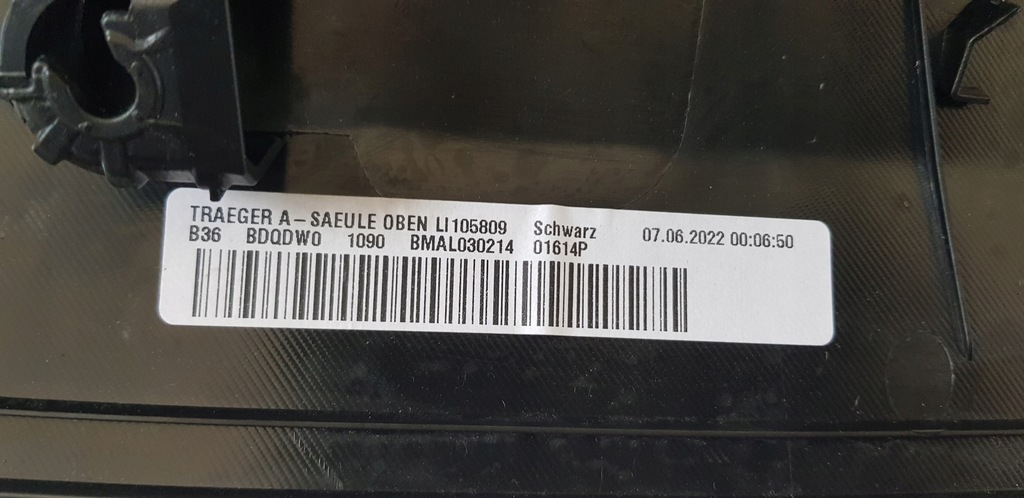 TRAEGER A-SAEULE OBEN LI105809 Schwarz 07.06.2022 00:06:50
B36 BDQDW0 1090 BMAL030214 01614P